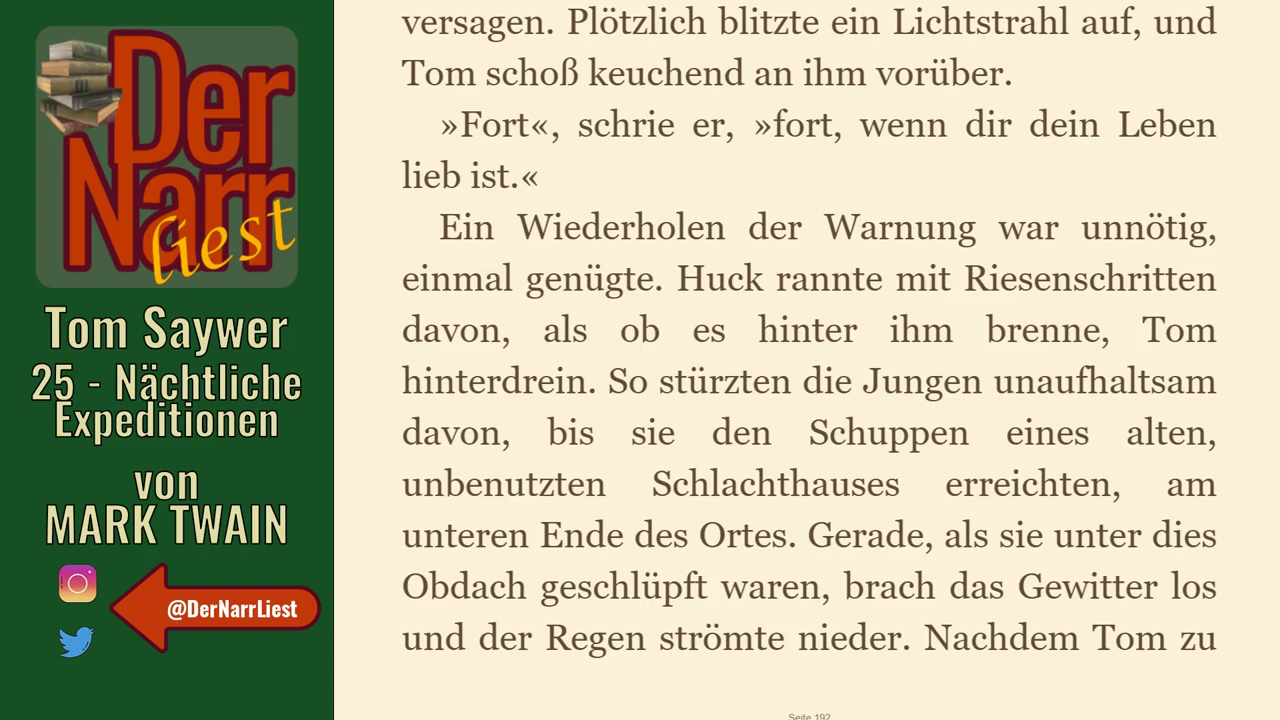 Der
Narr
liest
Tom Saywer
25 - Nächtliche
Expeditionen
von
MARK TWAIN
@DerNarrLiest
versagen. Plötzlich blitzte ein Lichtstrahl auf, und
Tom schoß keuchend an ihm vorüber.
»Fort«, schrie er, »fort, wenn dir dein Leben
lieb ist.«
Ein Wiederholen der Warnung war unnötig,
einmal genügte. Huck rannte mit Riesenschritten
davon, als ob es hinter ihm brenne, Tom
hinterdrein. So stürzten die Jungen unaufhaltsam
davon, bis sie den Schuppen eines alten,
unbenutzten Schlachthauses erreichten, am
unteren Ende des Ortes. Gerade, als sie unter dies
Obdach geschlüpft waren, brach das Gewitter los
und der Regen strömte nieder. Nachdem Tom zu
Seite 192